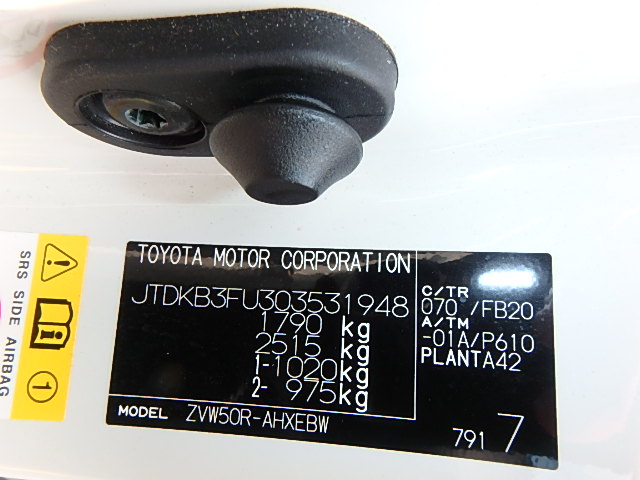 TOYOTA MOTOR CORPORATION
JTDKB3FU303531948
1790 kg
2515 kg
1-1020kg
2- 975kg
MODEL ZVW50R-AHXEBW
C/TR
070 /FB20
A/TM
-01A/P610
PLANTA42
791 7
SRS SIDE AIRBAG
1